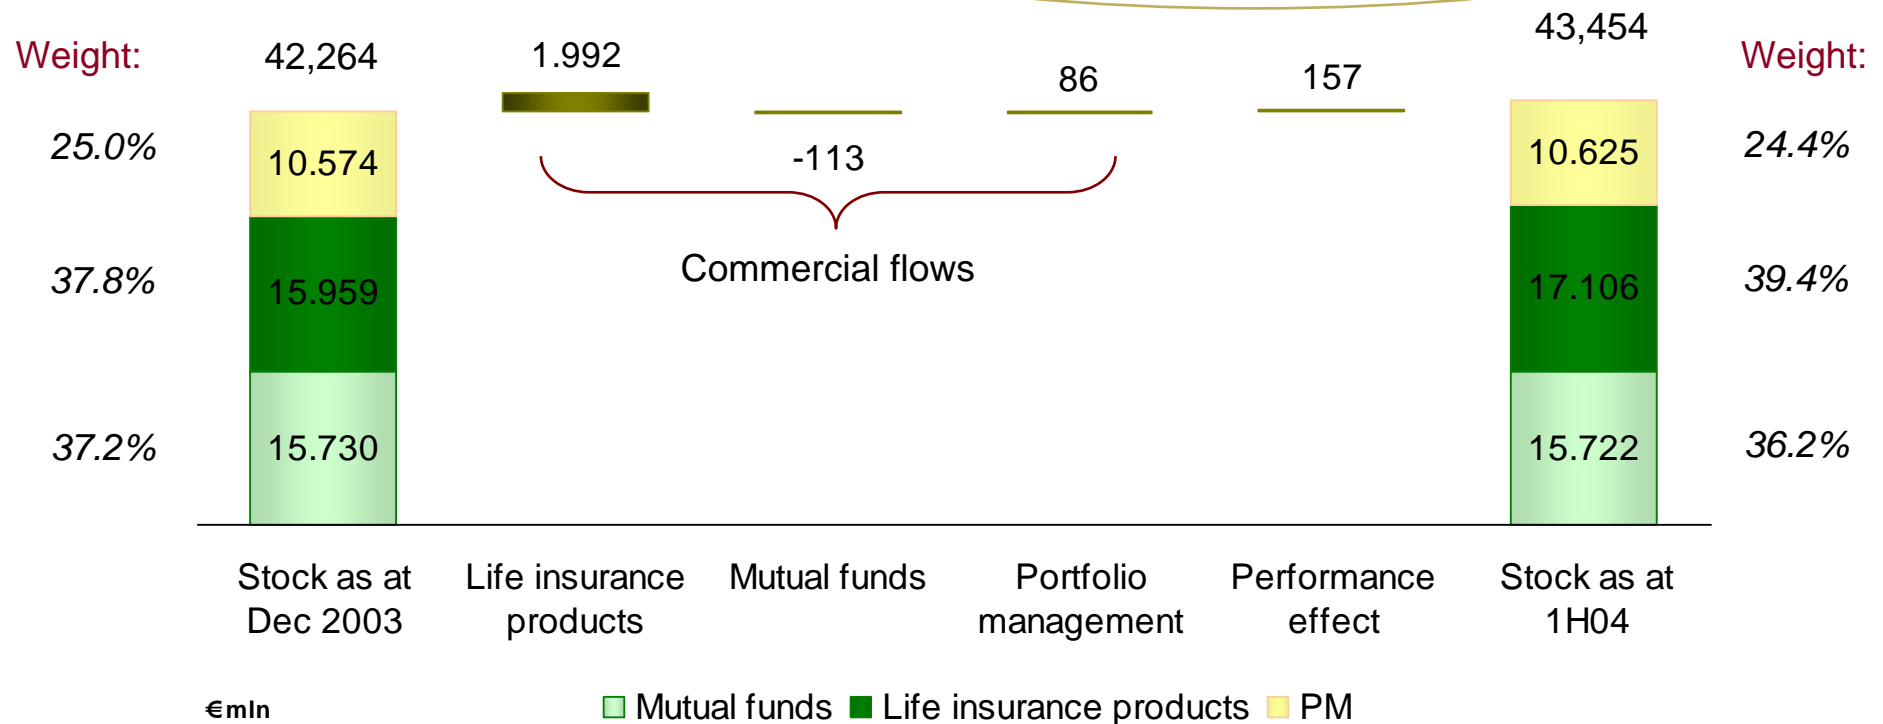 Weight:
42,264
1.992
86
157
43,454
Weight:
25.0%
10.574
-113
10.625
24.4%
37.8%
15.959
Commercial flows
17.106
39.4%
37.2%
15.730
15.722
36.2%
Stock as at
Dec 2003
Life insurance
products
Mutual funds
Portfolio
management
Performance
effect
Stock as at
1H04
€mln
Mutual funds
Life insurance products
PM